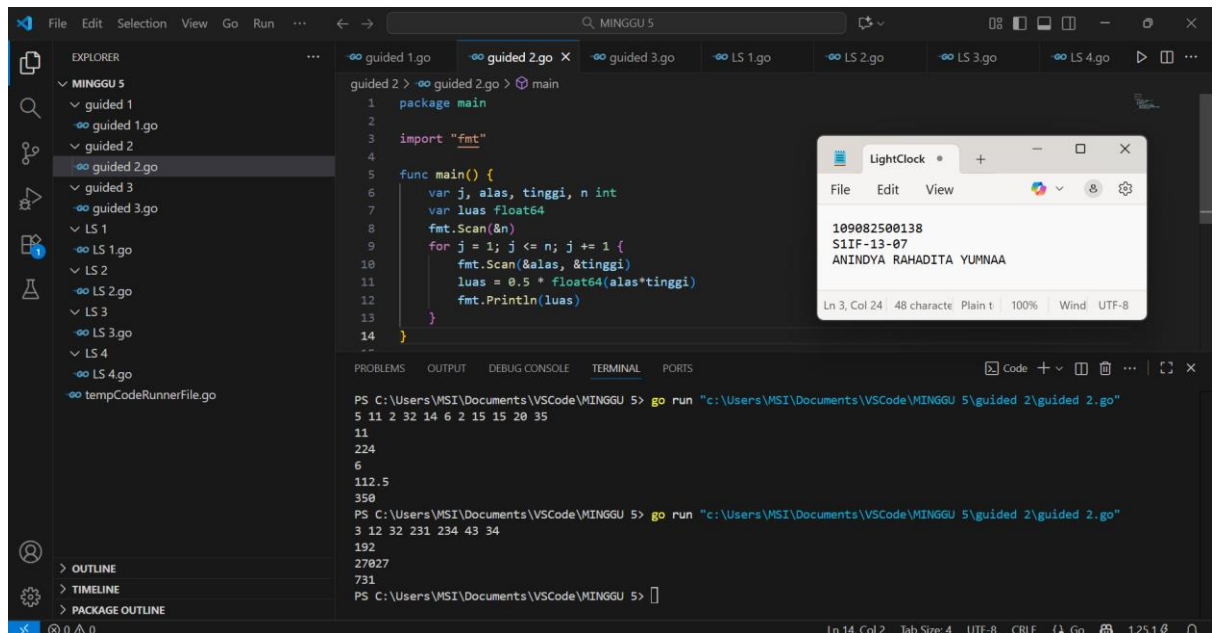 File Edit Selection View Go Run ··· MINGGU 5
EXPLORER ···
MINGGU 5
guided 1
guided 1.go
guided 2
guided 2.go
guided 3
guided 3.go
LS 1
LS 1.go
LS 2
LS 2.go
LS 3
LS 3.go
LS 4
LS 4.go
tempCodeRunnerFile.go
OUTLINE
TIMELINE
PACKAGE OUTLINE
guided 1.go guided 2.go guided 3.go LS 1.go LS 2.go LS 3.go LS 4.go ···
guided 2 > guided 2.go > main
1 package main
2
3 import "fmt"
4
5 func main() {
6 var j, alas, tinggi, n int
7 var luas float64
8 fmt.Scan(&n)
9 for j = 1; j <= n; j += 1 {
10 fmt.Scan(&alas, &tinggi)
11 luas = 0.5 * float64(alas*tinggi)
12 fmt.Println(luas)
13 }
14 }
LightClock
File Edit View
109082500138
S1IF-13-07
ANINDYA RAHADITA YUMNAA
Ln 3, Col 24 48 characte Plain t 100% Wind UTF-8
PROBLEMS OUTPUT DEBUG CONSOLE TERMINAL PORTS Code
PS C:\Users\MSI\Documents\VSCode\MINGGU 5> go run "c:\Users\MSI\Documents\VSCode\MINGGU 5\guided 2\guided 2.go"
5 11 2 32 14 6 2 15 15 20 35
11
224
6
112.5
350
PS C:\Users\MSI\Documents\VSCode\MINGGU 5> go run "c:\Users\MSI\Documents\VSCode\MINGGU 5\guided 2\guided 2.go"
3 12 32 231 234 43 34
192
27027
731
PS C:\Users\MSI\Documents\VSCode\MINGGU 5>
0 0 Ln 14, Col 2 Tab Size: 4 UTF-8 CRLF Go